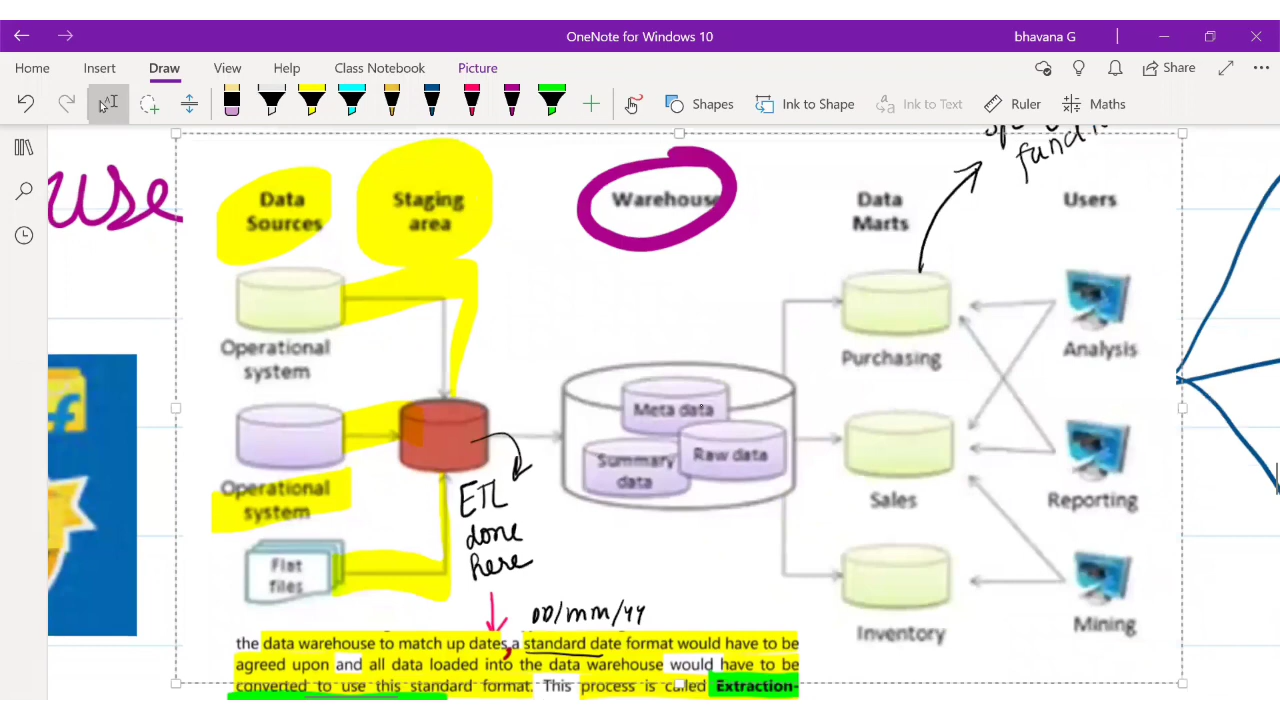 OneNote for Windows 10
bhavana G
Home Insert Draw View Help Class Notebook Picture
Share
Shapes Ink to Shape Ink to Text Ruler Maths
use
func
Data Sources
Staging area
Warehouse
Data Marts
Users
Operational system
Operational system
Flat files
ETL
done
here
Meta data
Summary data
Raw data
Purchasing
Sales
Inventory
Analysis
Reporting
Mining
DD/mm/yy
the data warehouse to match up dates, a standard date format would have to be
agreed upon and all data loaded into the data warehouse would have to be
converted to use this standard format. This process is called Extraction-